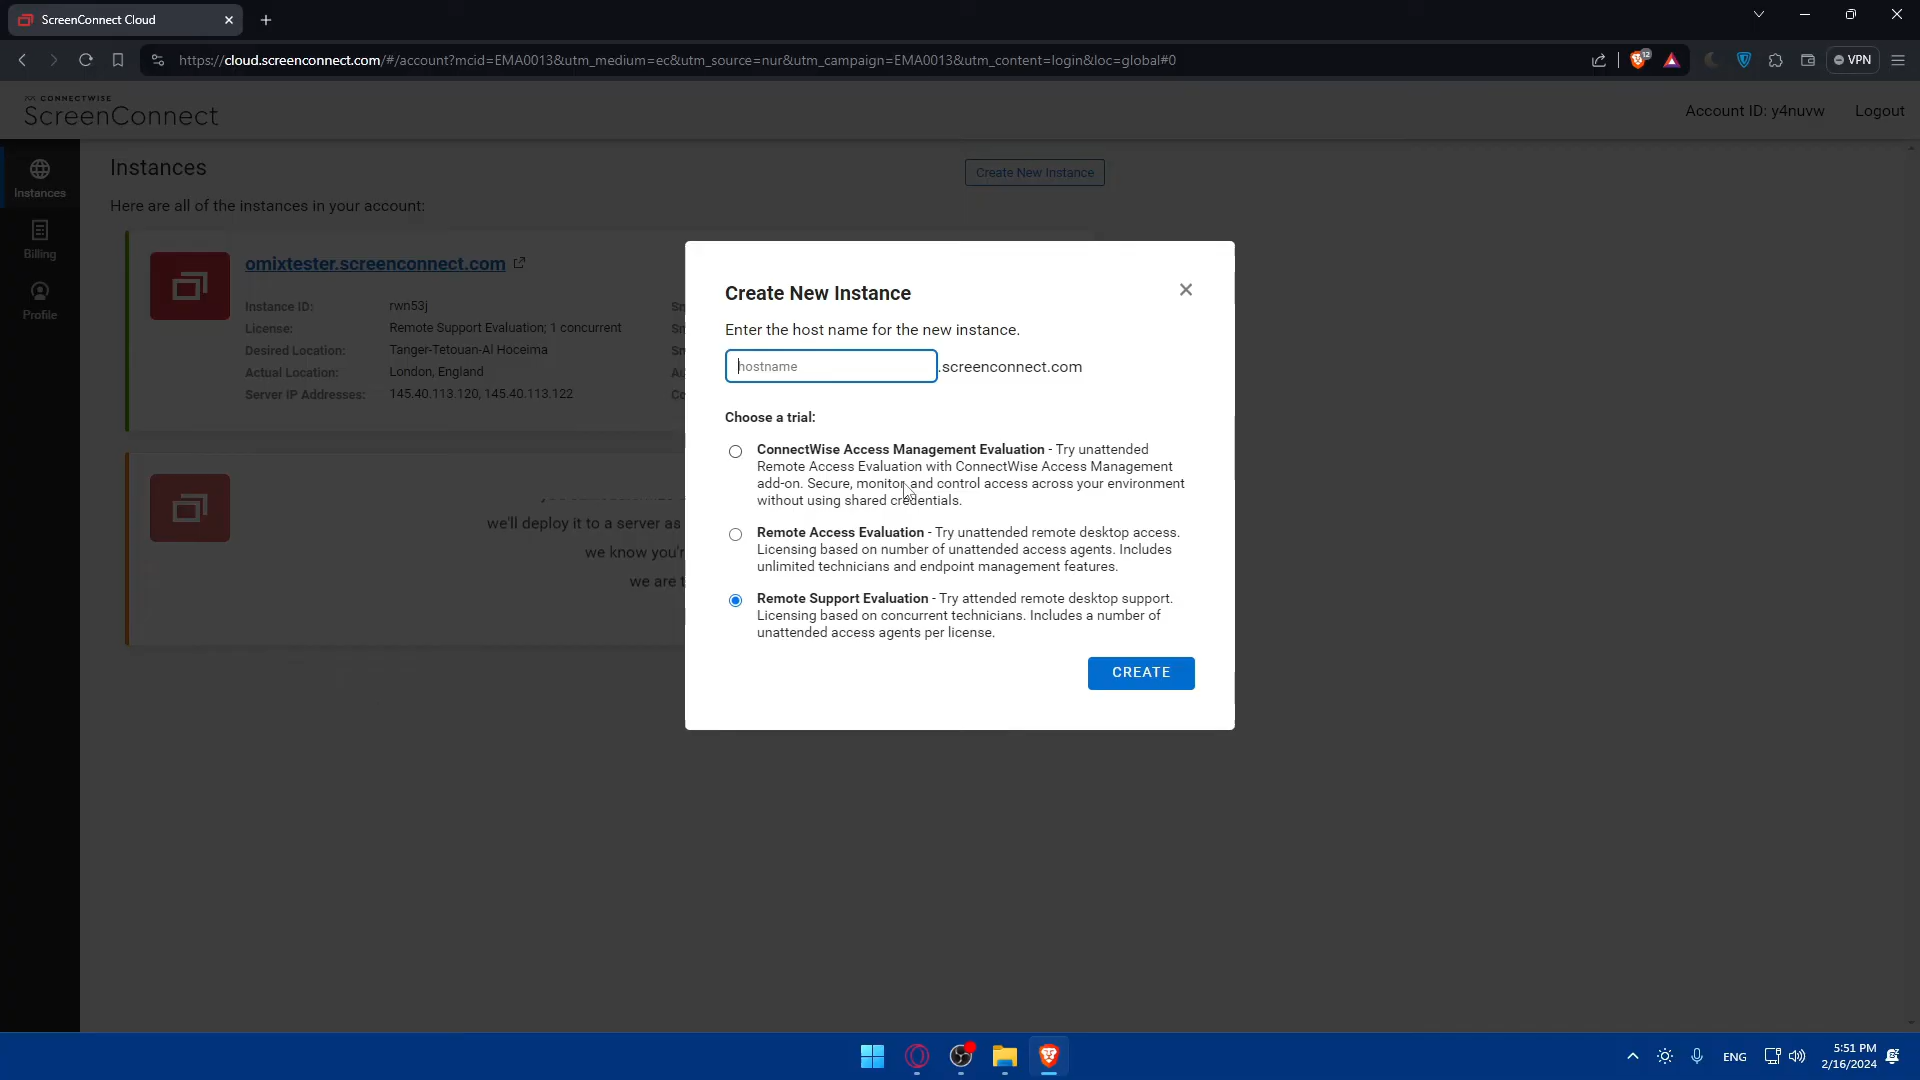 ScreenConnect Cloud
https://cloud.screenconnect.com/#/account?mcid=EMA0013&utm_medium=ec&utm_source=nur&utm_campaign=EMA0013&utm_content=login&loc=global#0
12
VPN
CONNECTWISE
ScreenConnect
Account ID: y4nuvw
Logout
Instances
Billing
Profile
Instances
Create New Instance
Here are all of the instances in your account:
omixtester.screenconnect.com
Instance ID: rwn53j
License: Remote Support Evaluation; 1 concurrent
Desired Location: Tanger-Tetouan-Al Hoceima
Actual Location: London, England
Server IP Addresses: 145.40.113.120, 145.40.113.122
we'll deploy it to a server as
we know you'r
we are t
Create New Instance
Enter the host name for the new instance.
hostname .screenconnect.com
Choose a trial:
ConnectWise Access Management Evaluation - Try unattended
Remote Access Evaluation with ConnectWise Access Management
add-on. Secure, monitor and control access across your environment
without using shared credentials.
Remote Access Evaluation - Try unattended remote desktop access.
Licensing based on number of unattended access agents. Includes
unlimited technicians and endpoint management features.
Remote Support Evaluation - Try attended remote desktop support.
Licensing based on concurrent technicians. Includes a number of
unattended access agents per license.
CREATE
ENG
5:51 PM
2/16/2024